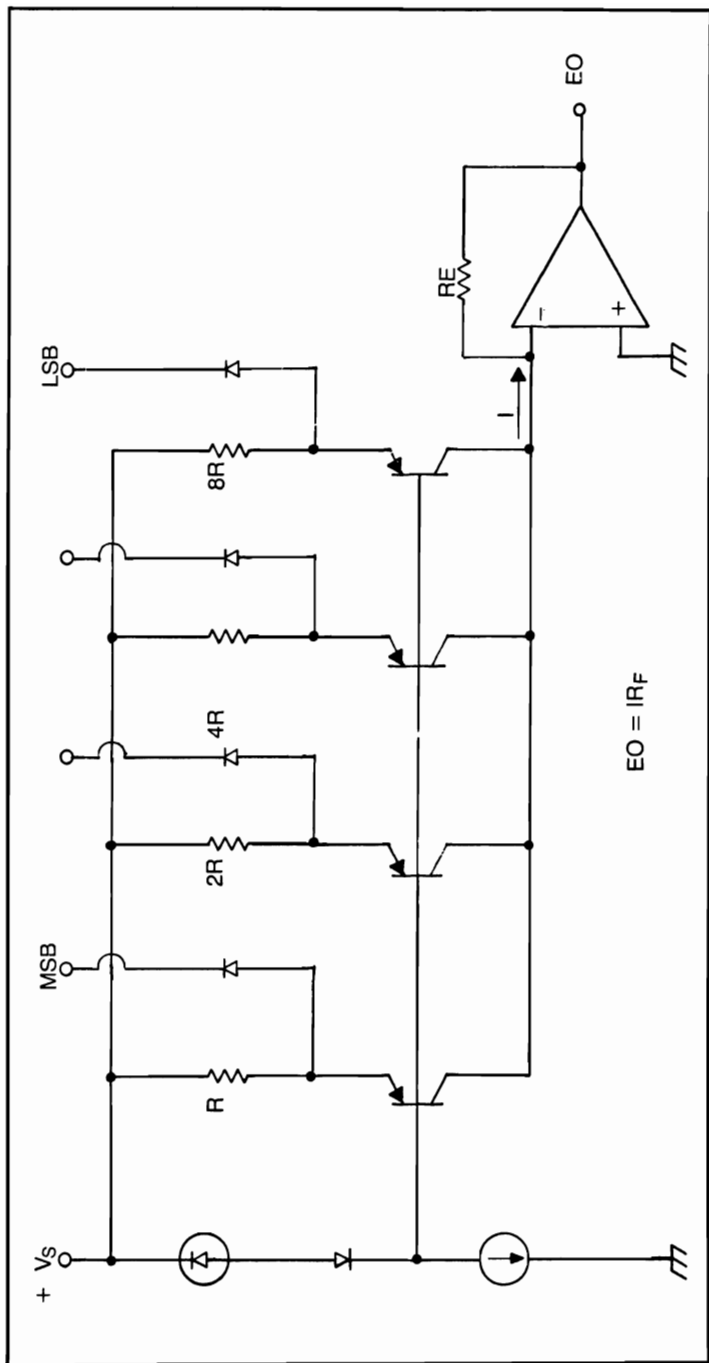 + VS
MSB
LSB
R
2R
4R
8R
RE
I
−
+
EO
EO = IRF